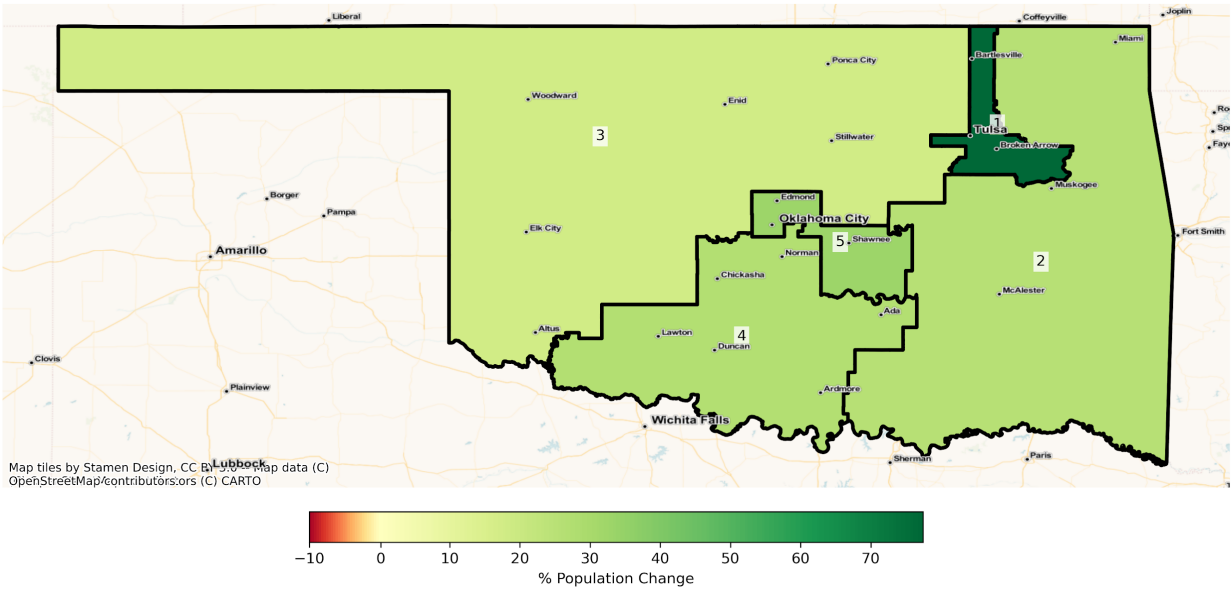 Liberal
Coffeyville
Joplin
Miami
Bartlesville
Ponca City
Woodward
Enid
1
Tulsa
3
Stillwater
Broken Arrow
Muskogee
Borger
Pampa
Edmond
Oklahoma City
Elk City
5
Shawnee
Fort Smith
Amarillo
Norman
2
Chickasha
McAlester
Ada
Altus
Lawton
4
Duncan
Clovis
Plainview
Ardmore
Wichita Falls
Sherman
Paris
Lubbock
Map tiles by Stamen Design, CC BY 3.0 -- Map data (C)
OpenStreetMap contributors (C) CARTO
−10 0 10 20 30 40 50 60 70
% Population Change